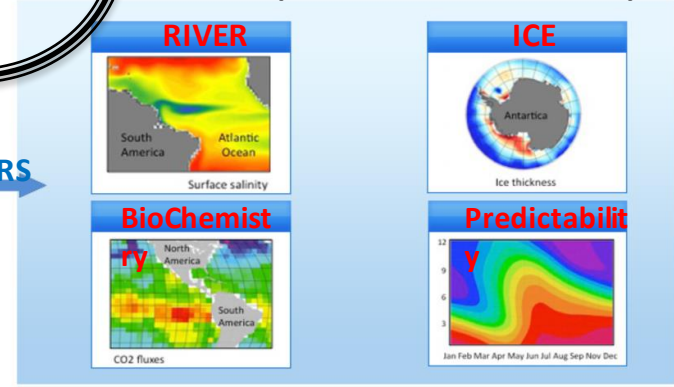 RIVER
South
America
Atlantic
Ocean
Surface salinity
ICE
Antartica
Ice thickness
RS
BioChemist
ry
North
America
South
America
CO2 fluxes
Predictabilit
y
12
9
6
3
Jan Feb Mar Apr May Jun Jul Aug Sep Nov Dec